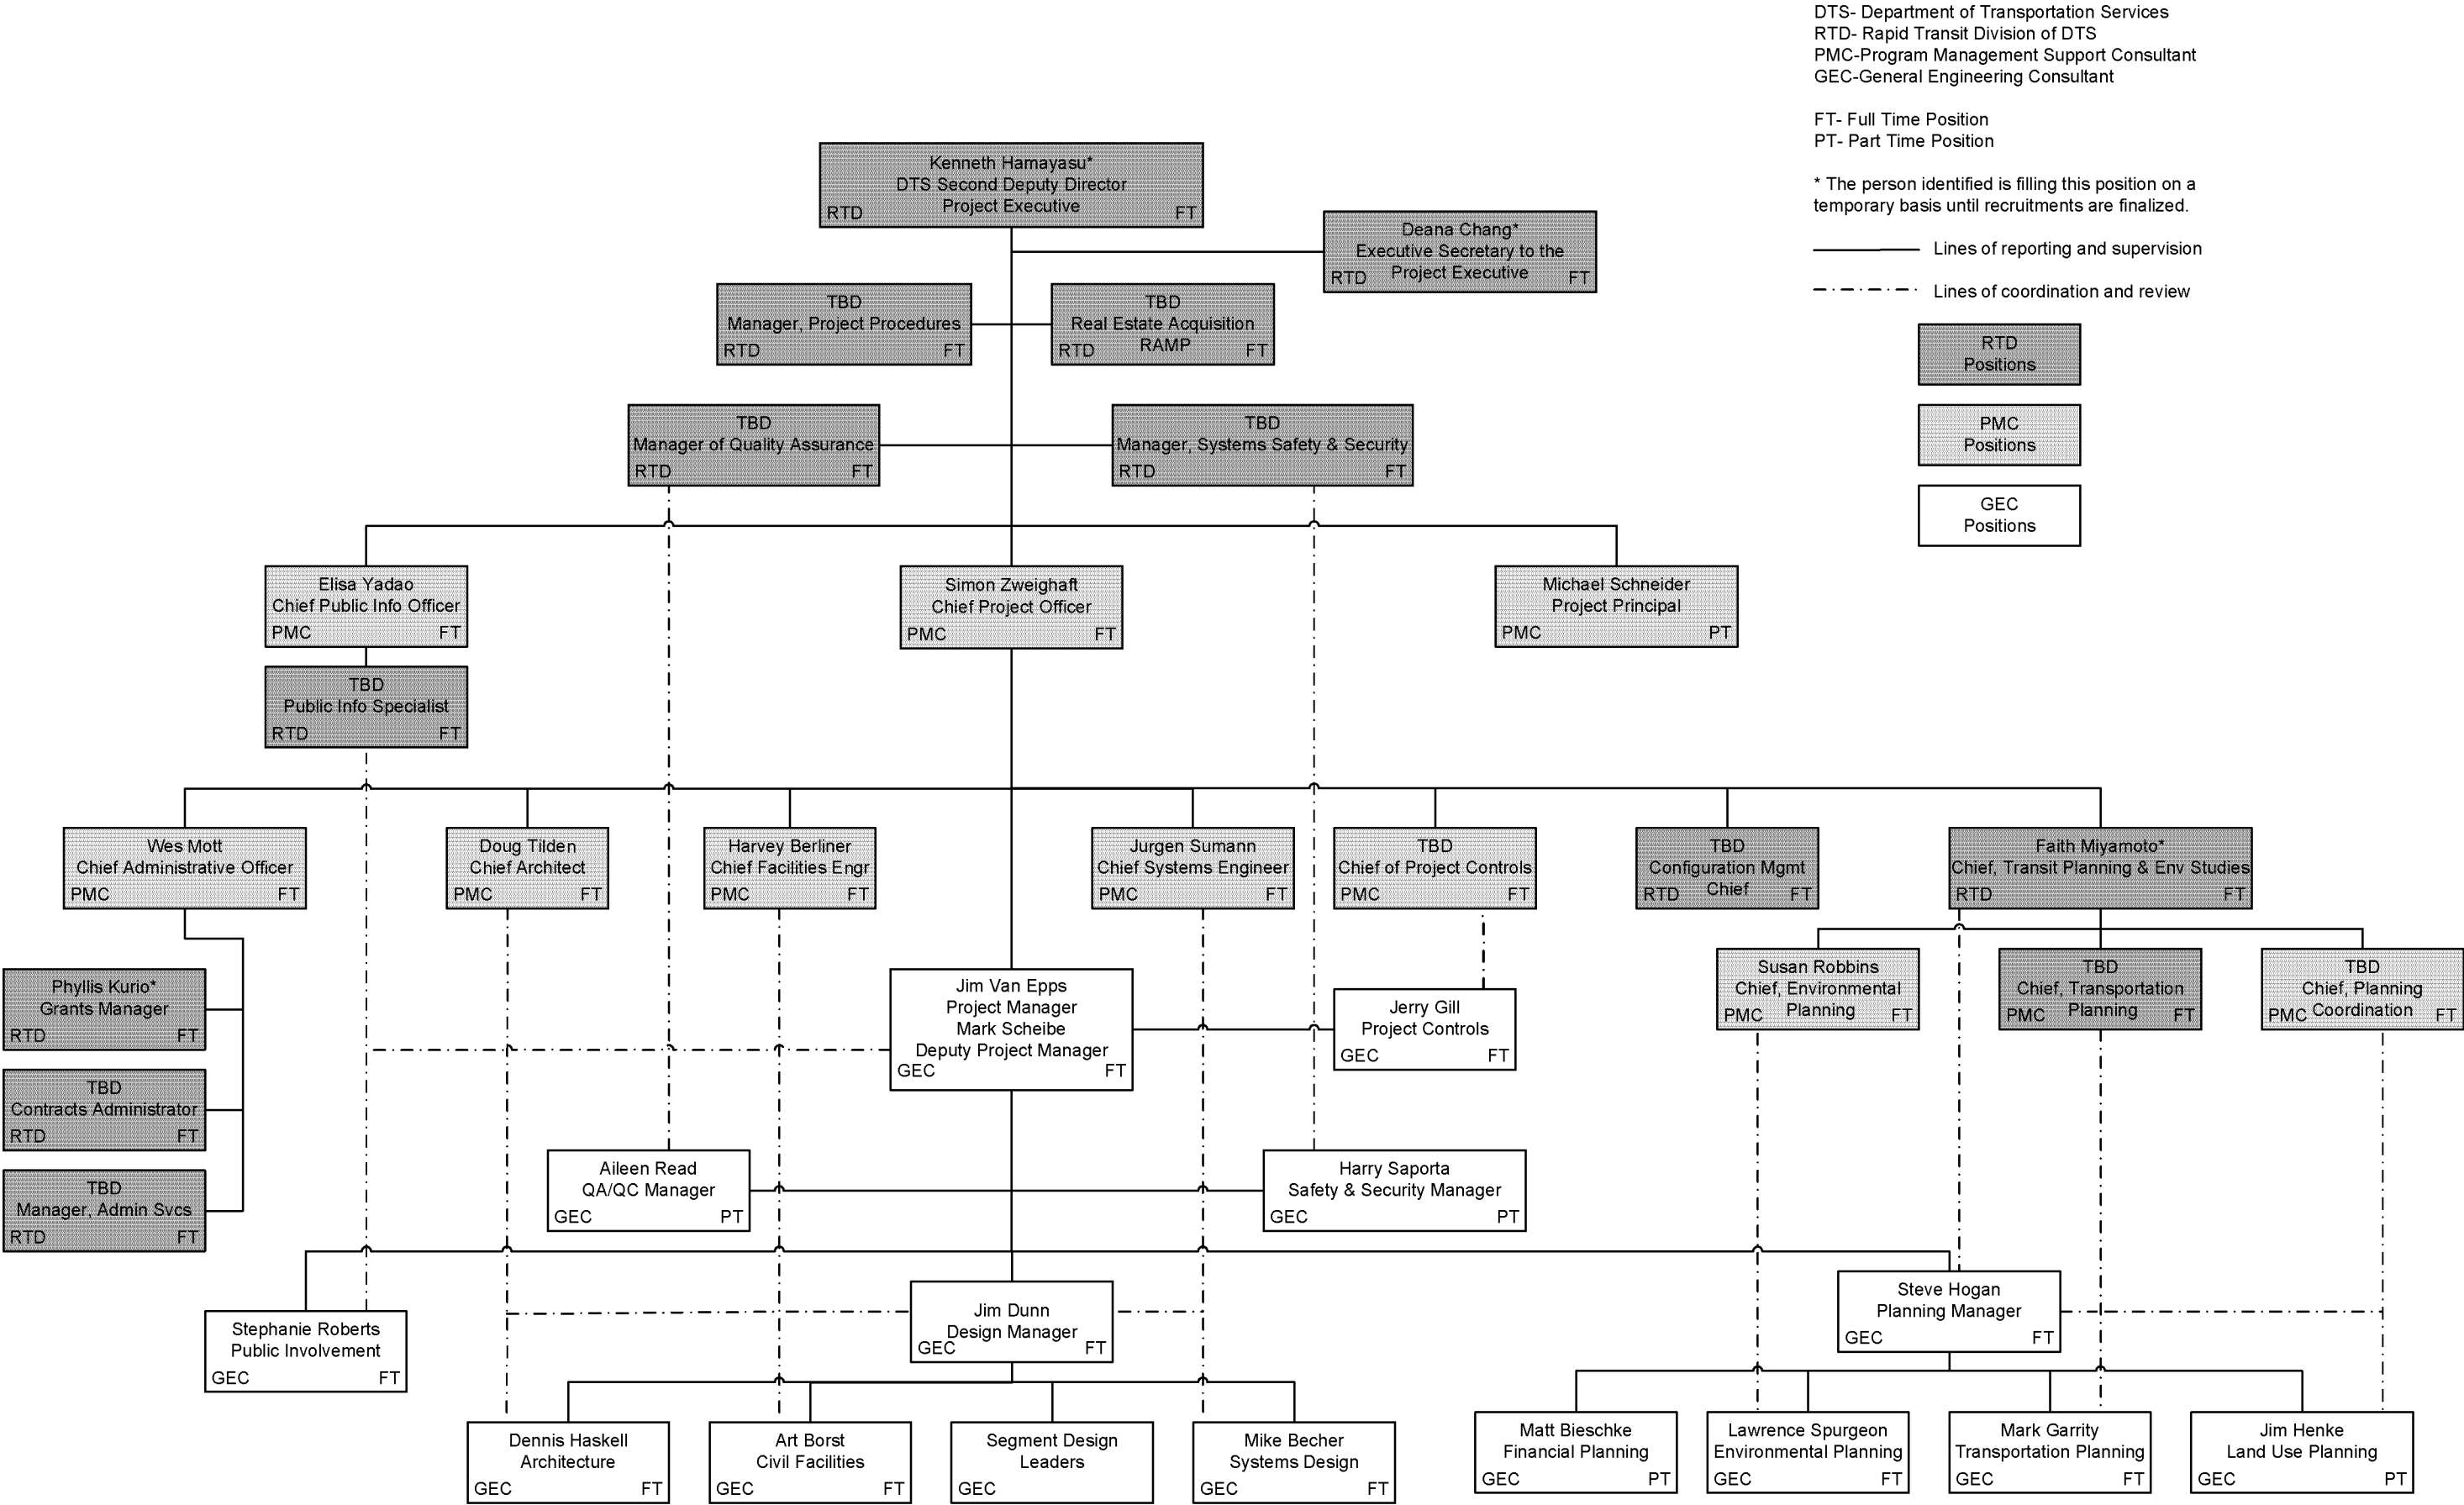 DTS- Department of Transportation Services
RTD- Rapid Transit Division of DTS
PMC-Program Management Support Consultant
GEC-General Engineering Consultant
FT- Full Time Position
PT- Part Time Position
* The person identified is filling this position on a
temporary basis until recruitments are finalized.
Lines of reporting and supervision
Lines of coordination and review
RTD
Positions
PMC
Positions
GEC
Positions
Kenneth Hamayasu*
DTS Second Deputy Director
Project Executive
RTD FT
Deana Chang*
Executive Secretary to the
Project Executive
RTD FT
TBD
Manager, Project Procedures
RTD FT
TBD
Real Estate Acquisition
RAMP
RTD FT
TBD
Manager of Quality Assurance
RTD FT
TBD
Manager, Systems Safety & Security
RTD FT
Elisa Yadao
Chief Public Info Officer
PMC FT
Simon Zweighaft
Chief Project Officer
PMC FT
Michael Schneider
Project Principal
PMC PT
TBD
Public Info Specialist
RTD FT
Wes Mott
Chief Administrative Officer
PMC FT
Doug Tilden
Chief Architect
PMC FT
Harvey Berliner
Chief Facilities Engr
PMC FT
Jurgen Sumann
Chief Systems Engineer
PMC FT
TBD
Chief of Project Controls
PMC FT
TBD
Configuration Mgmt
Chief
RTD FT
Faith Miyamoto*
Chief, Transit Planning & Env Studies
RTD FT
Phyllis Kurio*
Grants Manager
RTD FT
TBD
Contracts Administrator
RTD FT
TBD
Manager, Admin Svcs
RTD FT
Jim Van Epps
Project Manager
Mark Scheibe
Deputy Project Manager
GEC FT
Jerry Gill
Project Controls
GEC FT
Susan Robbins
Chief, Environmental
Planning
PMC FT
TBD
Chief, Transportation
Planning
PMC FT
TBD
Chief, Planning
Coordination
PMC FT
Aileen Read
QA/QC Manager
GEC PT
Harry Saporta
Safety & Security Manager
GEC PT
Stephanie Roberts
Public Involvement
GEC FT
Jim Dunn
Design Manager
GEC FT
Steve Hogan
Planning Manager
GEC FT
Dennis Haskell
Architecture
GEC FT
Art Borst
Civil Facilities
GEC FT
Segment Design
Leaders
GEC
Mike Becher
Systems Design
GEC FT
Matt Bieschke
Financial Planning
GEC PT
Lawrence Spurgeon
Environmental Planning
GEC FT
Mark Garrity
Transportation Planning
GEC FT
Jim Henke
Land Use Planning
GEC PT